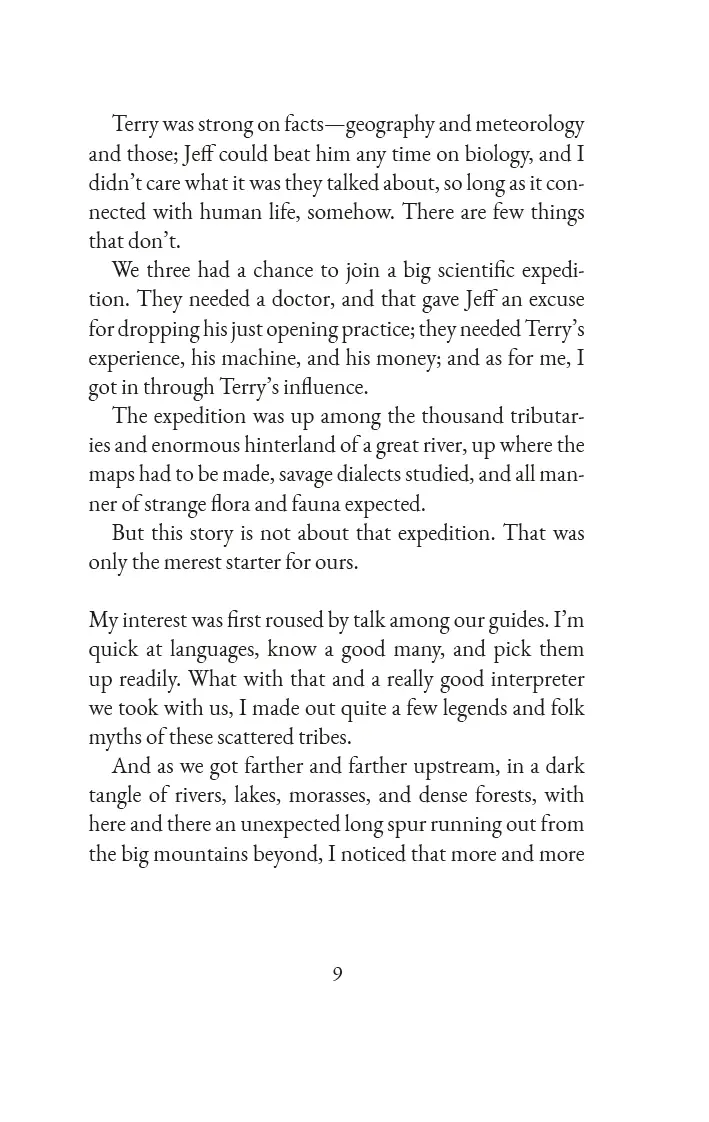 Terry was strong on facts—geography and meteorology
and those; Jeff could beat him any time on biology, and I
didn’t care what it was they talked about, so long as it con-
nected with human life, somehow. There are few things
that don’t.
We three had a chance to join a big scientific expedi-
tion. They needed a doctor, and that gave Jeff an excuse
for dropping his just opening practice; they needed Terry’s
experience, his machine, and his money; and as for me, I
got in through Terry’s influence.
The expedition was up among the thousand tributar-
ies and enormous hinterland of a great river, up where the
maps had to be made, savage dialects studied, and all man-
ner of strange flora and fauna expected.
But this story is not about that expedition. That was
only the merest starter for ours.
My interest was first roused by talk among our guides. I’m
quick at languages, know a good many, and pick them
up readily. What with that and a really good interpreter
we took with us, I made out quite a few legends and folk
myths of these scattered tribes.
And as we got farther and farther upstream, in a dark
tangle of rivers, lakes, morasses, and dense forests, with
here and there an unexpected long spur running out from
the big mountains beyond, I noticed that more and more
9